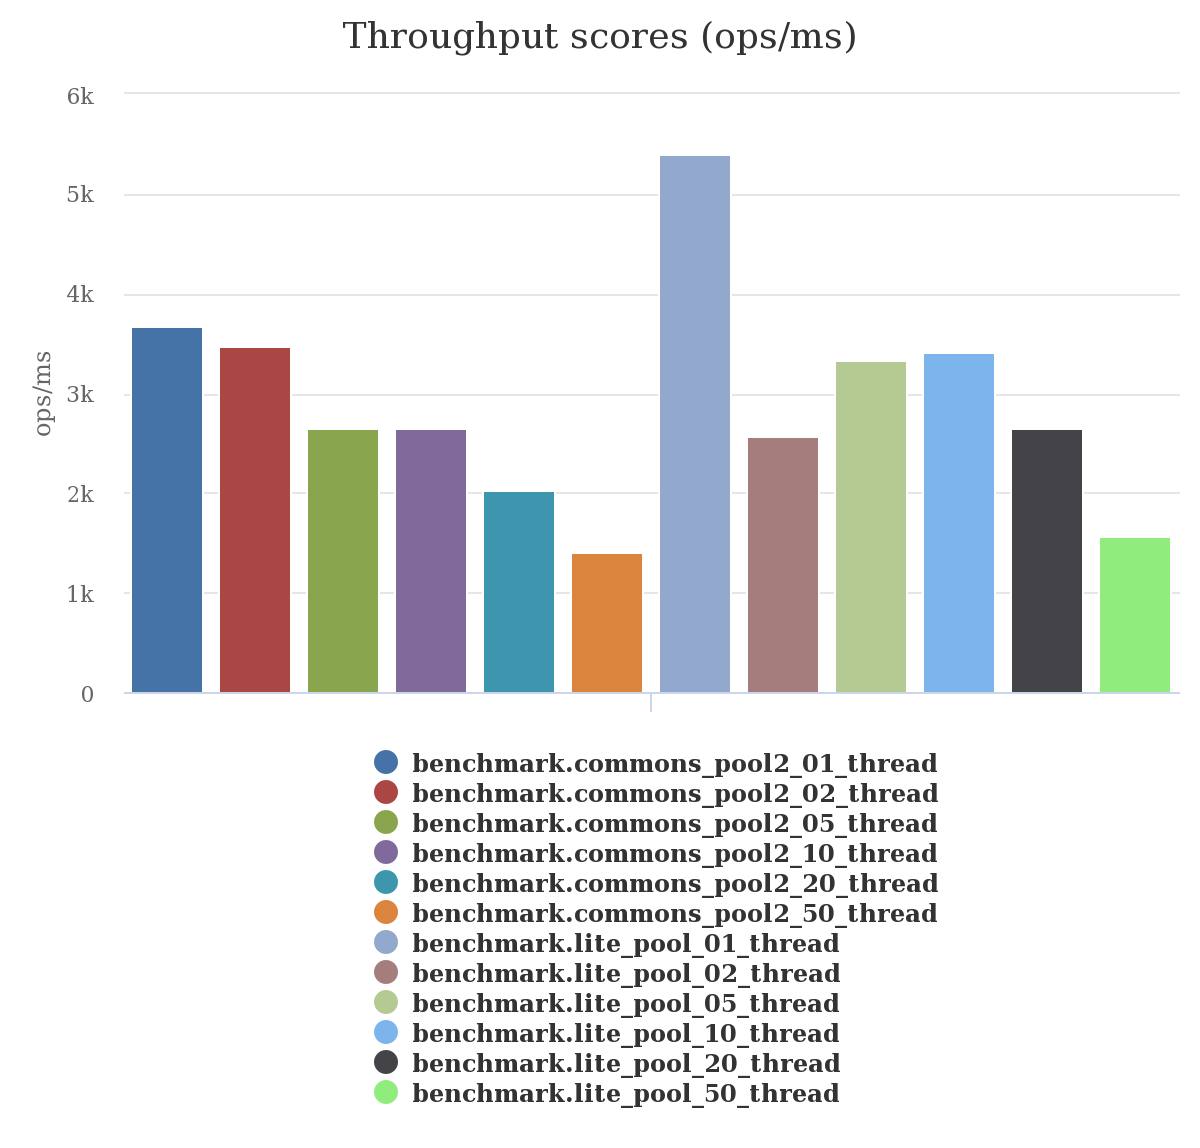 Throughput scores (ops/ms)
6k
5k
4k
3k
2k
1k
0
ops/ms
benchmark.commons_pool2_01_thread
benchmark.commons_pool2_02_thread
benchmark.commons_pool2_05_thread
benchmark.commons_pool2_10_thread
benchmark.commons_pool2_20_thread
benchmark.commons_pool2_50_thread
benchmark.lite_pool_01_thread
benchmark.lite_pool_02_thread
benchmark.lite_pool_05_thread
benchmark.lite_pool_10_thread
benchmark.lite_pool_20_thread
benchmark.lite_pool_50_thread